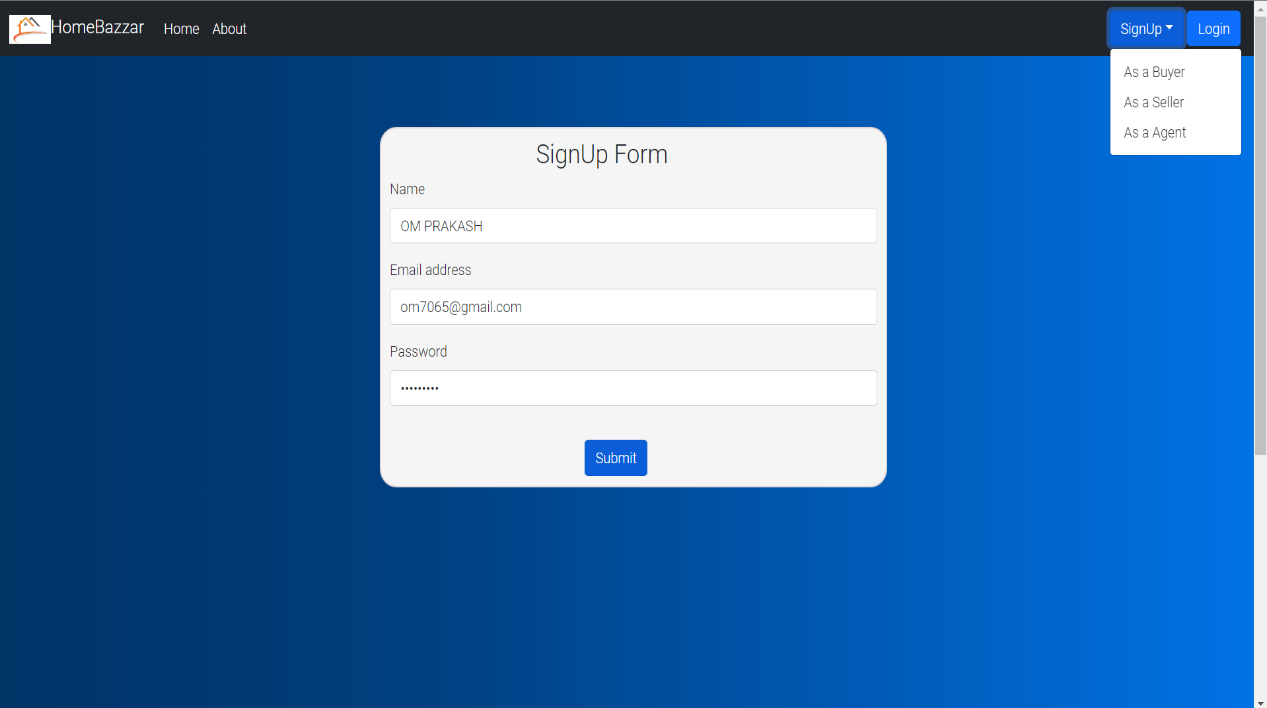 HomeBazzar Home About SignUp Login
As a Buyer
As a Seller
As a Agent
SignUp Form
Name
OM PRAKASH
Email address
om7065@gmail.com
Password
•••••••••
Submit